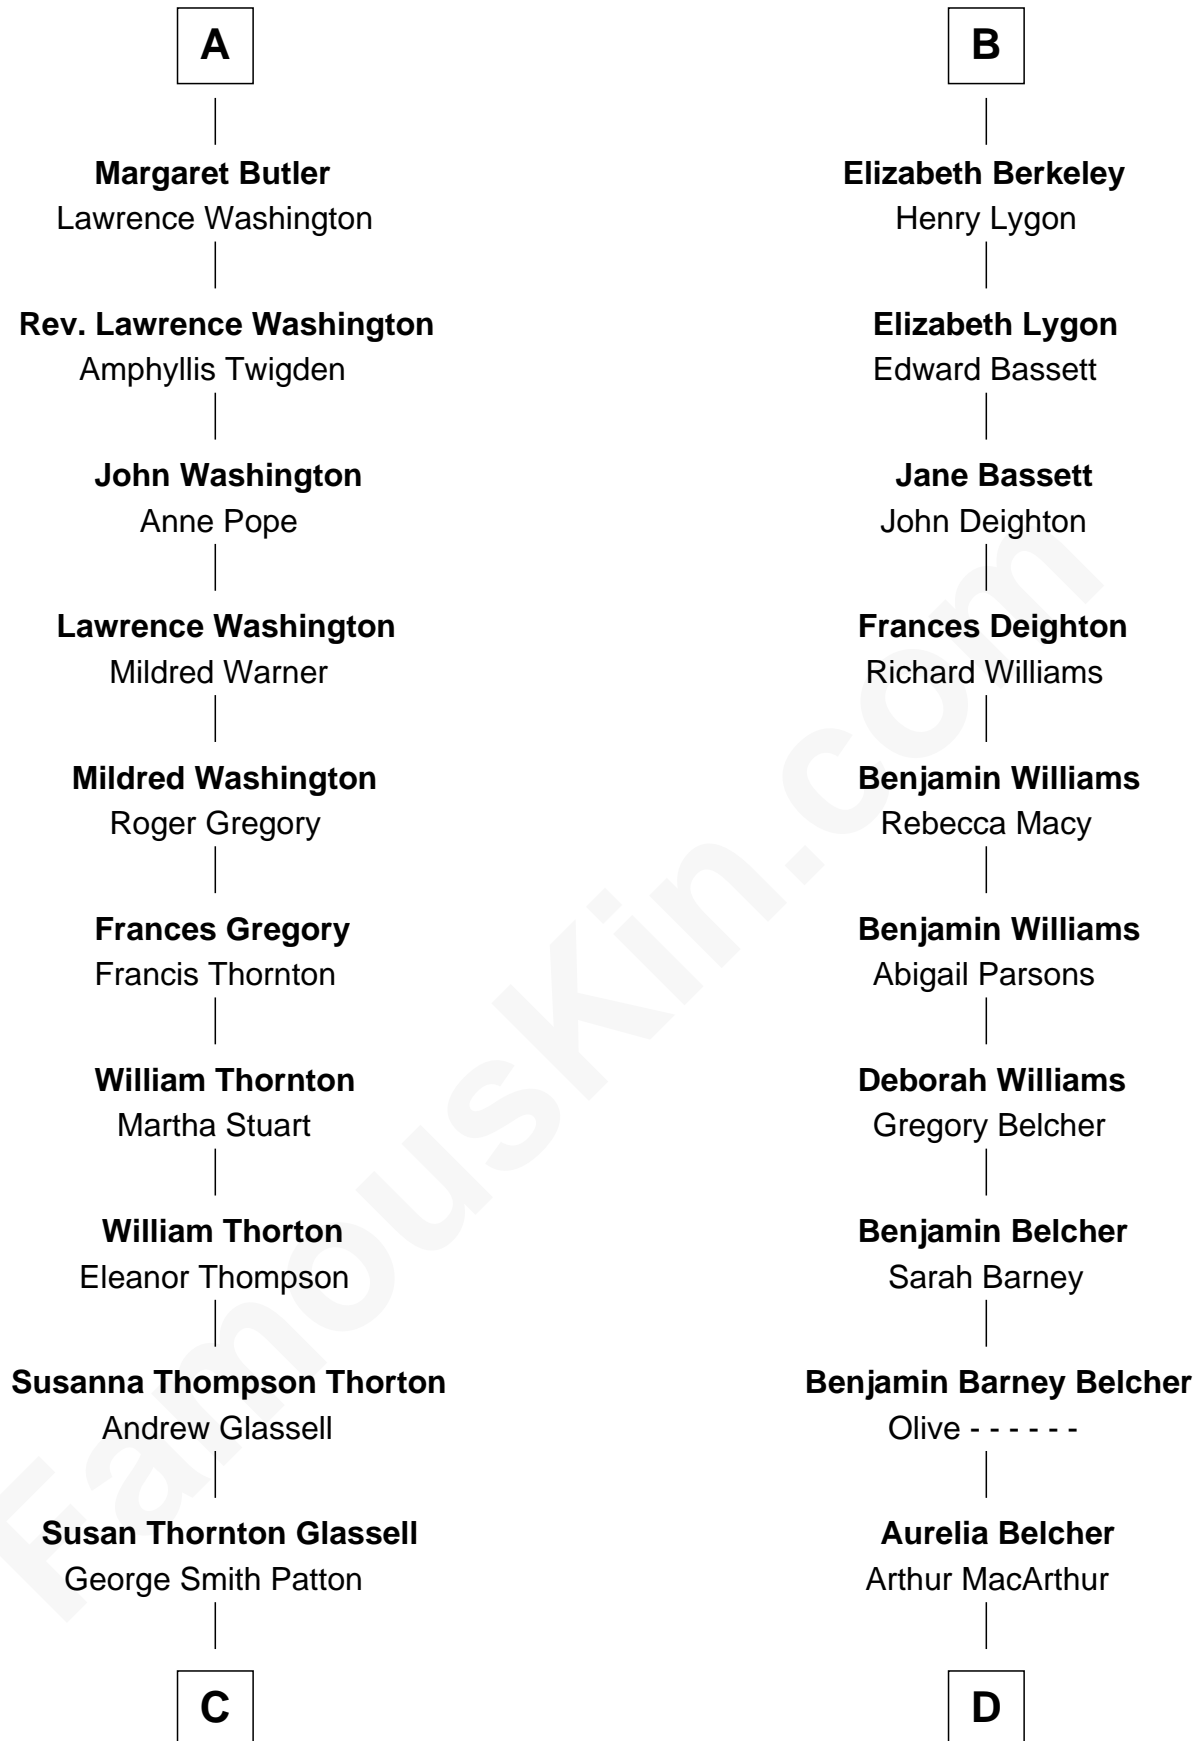 A
Margaret Butler
Lawrence Washington
Rev. Lawrence Washington
Amphyllis Twigden
John Washington
Anne Pope
Lawrence Washington
Mildred Warner
Mildred Washington
Roger Gregory
Frances Gregory
Francis Thornton
William Thornton
Martha Stuart
William Thorton
Eleanor Thompson
Susanna Thompson Thorton
Andrew Glassell
Susan Thornton Glassell
George Smith Patton
C
B
Elizabeth Berkeley
Henry Lygon
Elizabeth Lygon
Edward Bassett
Jane Bassett
John Deighton
Frances Deighton
Richard Williams
Benjamin Williams
Rebecca Macy
Benjamin Williams
Abigail Parsons
Deborah Williams
Gregory Belcher
Benjamin Belcher
Sarah Barney
Benjamin Barney Belcher
Olive - - - - - -
Aurelia Belcher
Arthur MacArthur
D
FamousKin.com